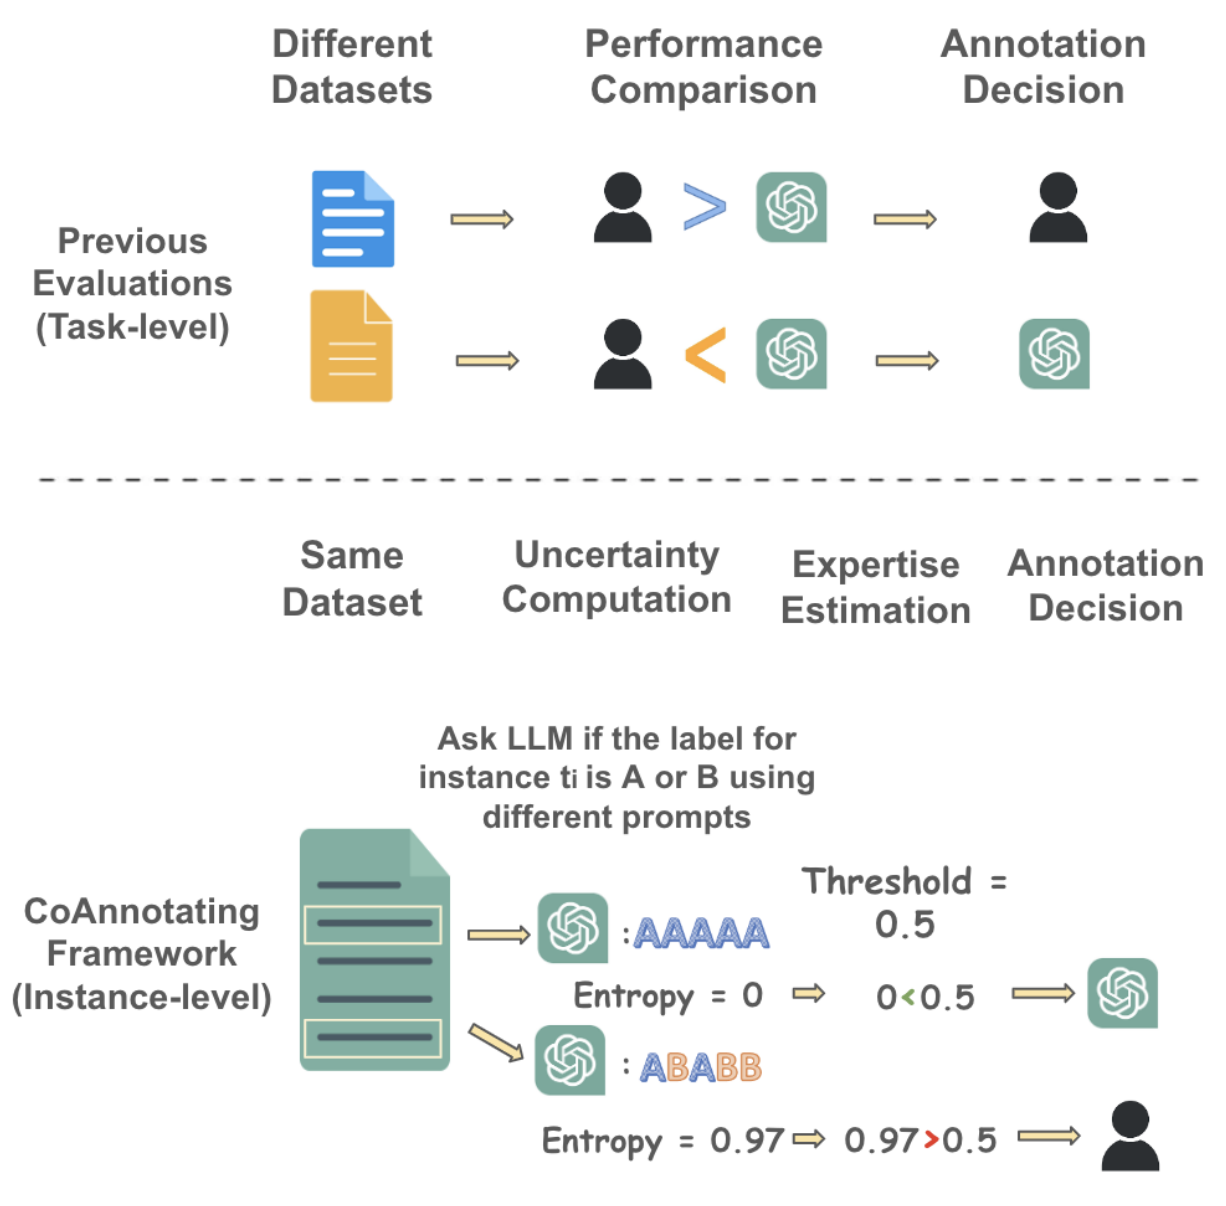 Different
Datasets
Performance
Comparison
Annotation
Decision
Previous
Evaluations
(Task-level)
>
<
Same
Dataset
Uncertainty
Computation
Expertise
Estimation
Annotation
Decision
Ask LLM if the label for
instance ti is A or B using
different prompts
CoAnnotating
Framework
(Instance-level)
Threshold =
0.5
:AAAAA
Entropy = 0
0<0.5
: ABABB
Entropy = 0.97
0.97>0.5